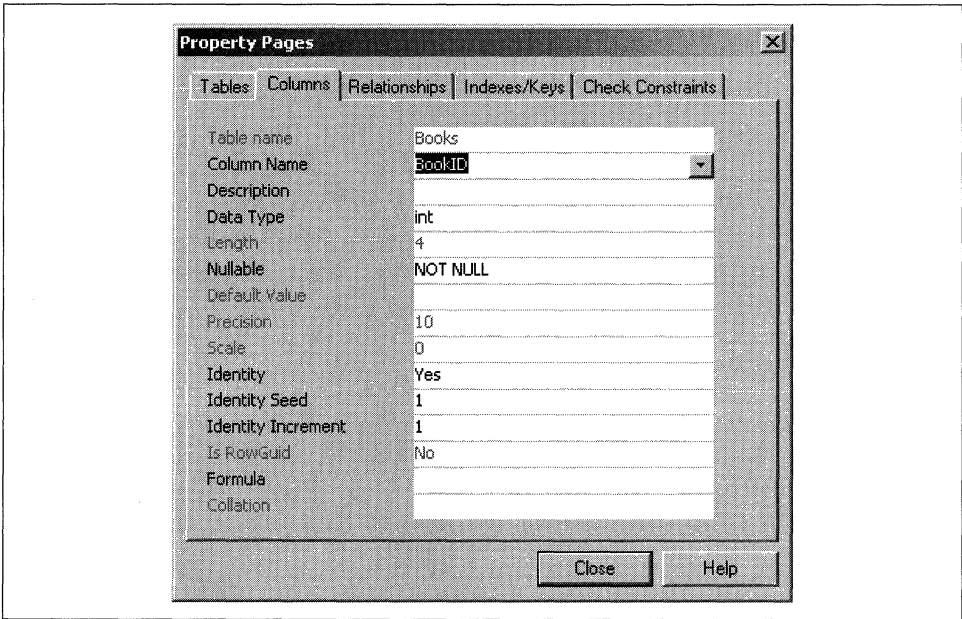 Property Pages
Tables Columns Relationships Indexes/Keys Check Constraints
Table name Books
Column Name BookID
Description
Data Type int
Length 4
Nullable NOT NULL
Default Value
Precision 10
Scale 0
Identity Yes
Identity Seed 1
Identity Increment 1
Is RowGuid No
Formula
Collation
Close Help